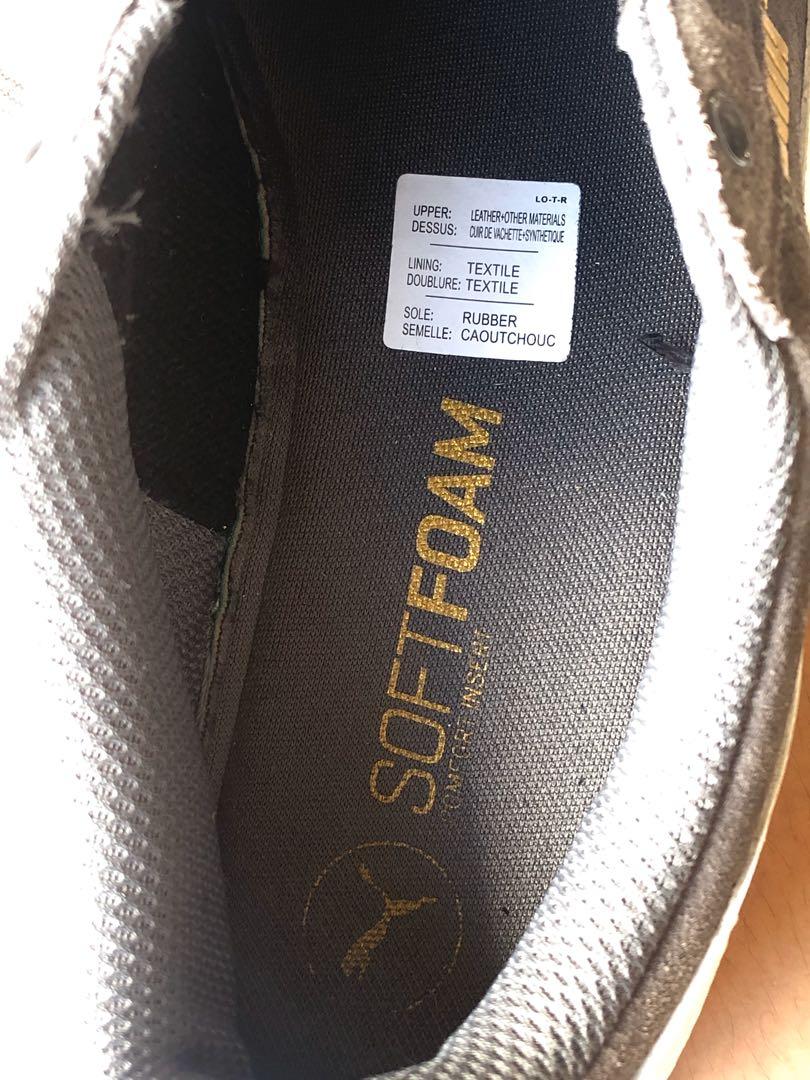 LO-T-R
UPPER: LEATHER+OTHER MATERIALS
DESSUS: CUIR DE VACHETTE+SYNTHETIQUE
LINING: TEXTILE
DOUBLURE: TEXTILE
SOLE: RUBBER
SEMELLE: CAOUTCHOUC
SOFTFOAM
COMFORT INSERT